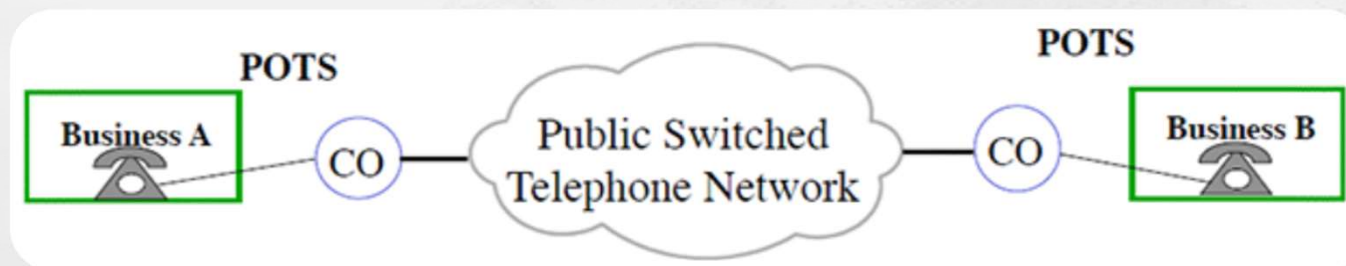 POTS
POTS
Business A
CO
Public Switched
Telephone Network
CO
Business B